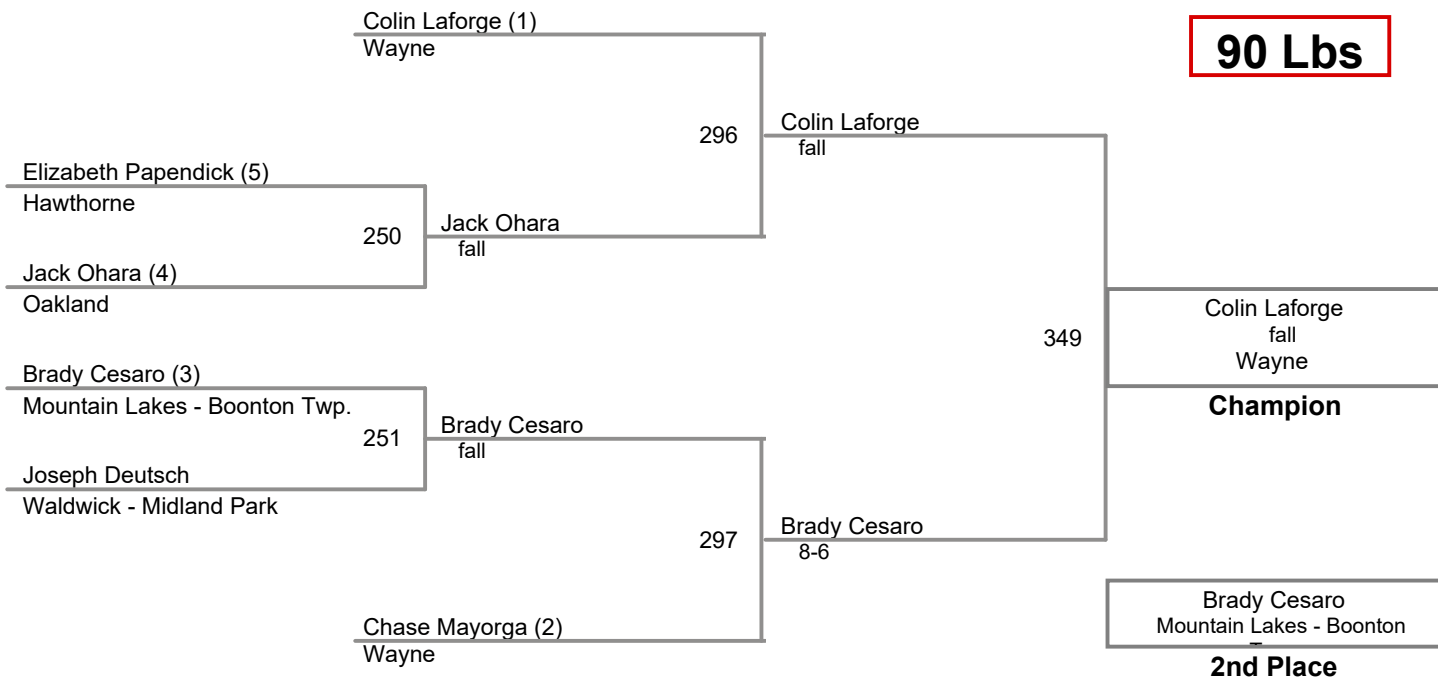 Colin Laforge (1)
Wayne
90 Lbs
296
Colin Laforge
fall
Elizabeth Papendick (5)
Hawthorne
250
Jack Ohara
fall
Jack Ohara (4)
Oakland
349
Colin Laforge
fall
Wayne
Champion
Brady Cesaro (3)
Mountain Lakes - Boonton Twp.
251
Brady Cesaro
fall
Joseph Deutsch
Waldwick - Midland Park
297
Brady Cesaro
8-6
Chase Mayorga (2)
Wayne
Brady Cesaro
Mountain Lakes - Boonton
2nd Place